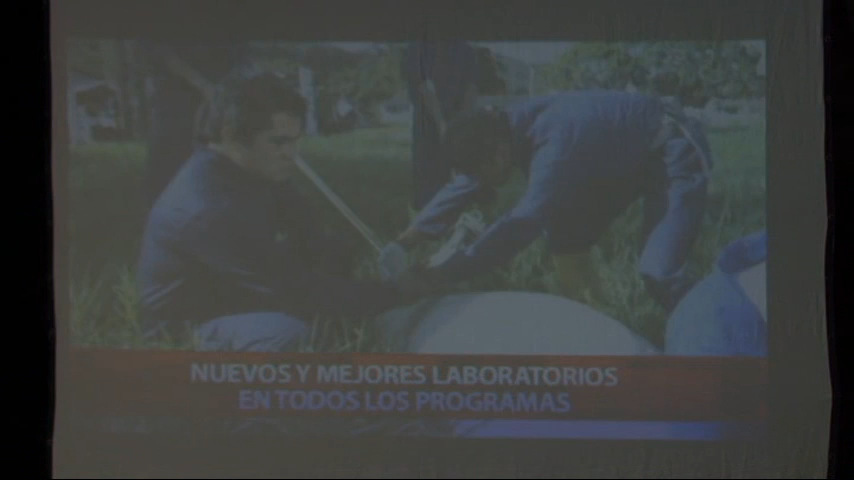 NUEVOS Y MEJORES LABORATORIOS
EN TODOS LOS PROGRAMAS